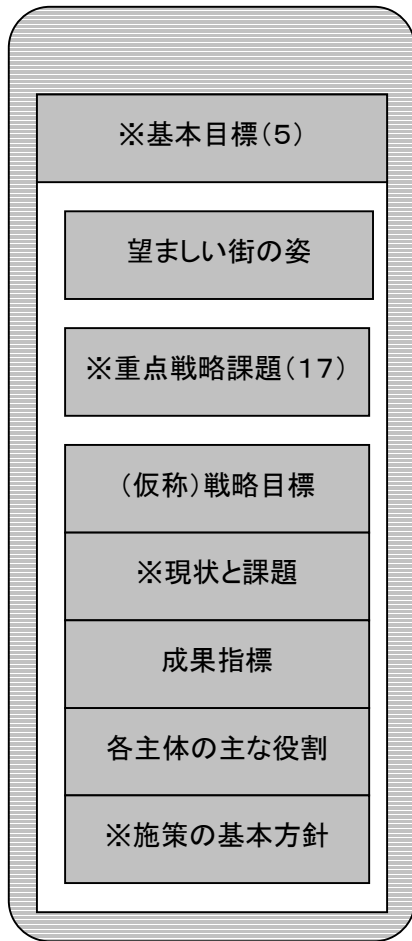 ※基本目標(5)
望ましい街の姿
※重点戦略課題(17)
(仮称)戦略目標
※現状と課題
成果指標
各主体の主な役割
※施策の基本方針